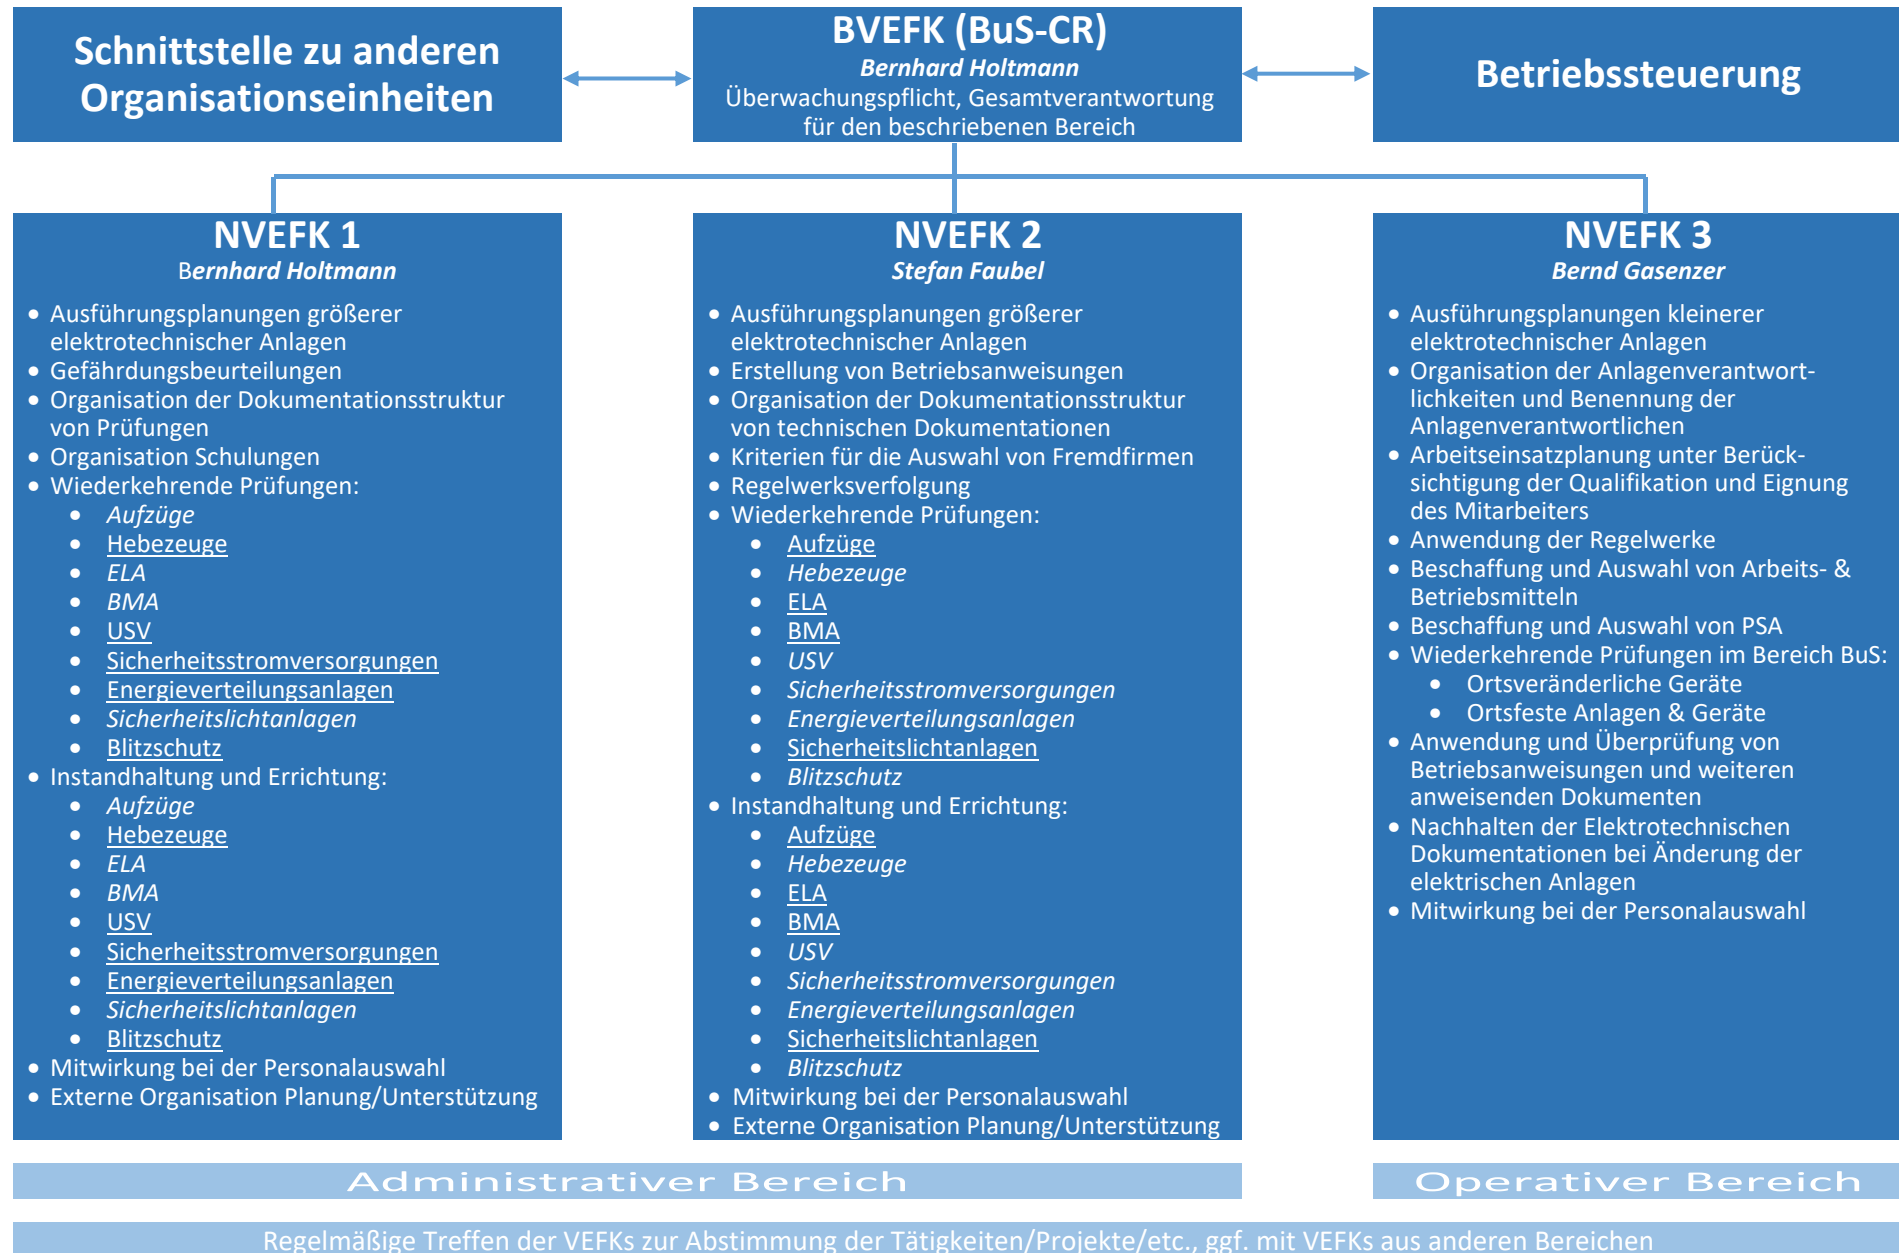 Schnittstelle zu anderen
Organisationseinheiten
BVEFK (BuS-CR)
Bernhard Holtmann
Überwachungspflicht, Gesamtverantwortung
für den beschriebenen Bereich
Betriebssteuerung
NVEFK 1
Bernhard Holtmann
• Ausführungsplanungen größerer
elektrotechnischer Anlagen
• Gefährdungsbeurteilungen
• Organisation der Dokumentationsstruktur
von Prüfungen
• Organisation Schulungen
• Wiederkehrende Prüfungen:
• Aufzüge
• Hebezeuge
• ELA
• BMA
• USV
• Sicherheitsstromversorgungen
• Energieverteilungsanlagen
• Sicherheitslichtanlagen
• Blitzschutz
• Instandhaltung und Errichtung:
• Aufzüge
• Hebezeuge
• ELA
• BMA
• USV
• Sicherheitsstromversorgungen
• Energieverteilungsanlagen
• Sicherheitslichtanlagen
• Blitzschutz
• Mitwirkung bei der Personalauswahl
• Externe Organisation Planung/Unterstützung
NVEFK 2
Stefan Faubel
• Ausführungsplanungen größerer
elektrotechnischer Anlagen
• Erstellung von Betriebsanweisungen
• Organisation der Dokumentationsstruktur
von technischen Dokumentationen
• Kriterien für die Auswahl von Fremdfirmen
• Regelwerksverfolgung
• Wiederkehrende Prüfungen:
• Aufzüge
• Hebezeuge
• ELA
• BMA
• USV
• Sicherheitsstromversorgungen
• Energieverteilungsanlagen
• Sicherheitslichtanlagen
• Blitzschutz
• Instandhaltung und Errichtung:
• Aufzüge
• Hebezeuge
• ELA
• BMA
• USV
• Sicherheitsstromversorgungen
• Energieverteilungsanlagen
• Sicherheitslichtanlagen
• Blitzschutz
• Mitwirkung bei der Personalauswahl
• Externe Organisation Planung/Unterstützung
NVEFK 3
Bernd Gasenzer
• Ausführungsplanungen kleinerer
elektrotechnischer Anlagen
• Organisation der Anlagenverantwort-
lichkeiten und Benennung der
Anlagenverantwortlichen
• Arbeitseinsatzplanung unter Berück-
sichtigung der Qualifikation und Eignung
des Mitarbeiters
• Anwendung der Regelwerke
• Beschaffung und Auswahl von Arbeits- &
Betriebsmitteln
• Beschaffung und Auswahl von PSA
• Wiederkehrende Prüfungen im Bereich BuS:
• Ortsveränderliche Geräte
• Ortsfeste Anlagen & Geräte
• Anwendung und Überprüfung von
Betriebsanweisungen und weiteren
anweisenden Dokumenten
• Nachhalten der Elektrotechnischen
Dokumentationen bei Änderung der
elektrischen Anlagen
• Mitwirkung bei der Personalauswahl
Administrativer Bereich
Operativer Bereich
Regelmäßige Treffen der VEFKs zur Abstimmung der Tätigkeiten/Projekte/etc., ggf. mit VEFKs aus anderen Bereichen